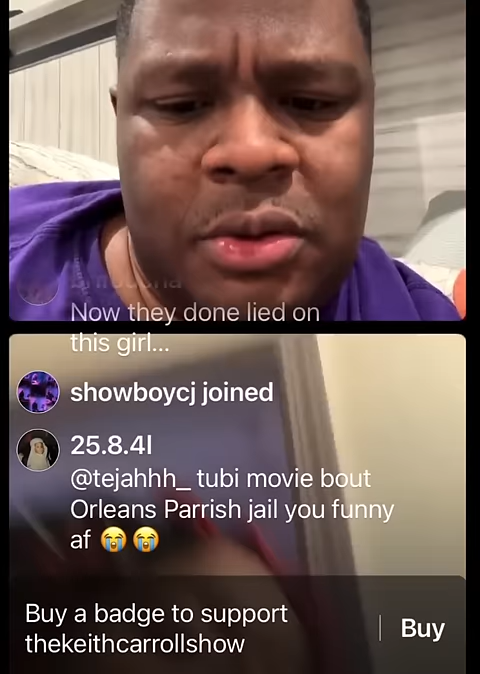 Now they done lied on
this girl...
showboycj joined
25.8.4l
@tejahhh_ tubi movie bout
Orleans Parrish jail you funny
af 😭😭
Buy a badge to support
thekeithcarrollshow
Buy